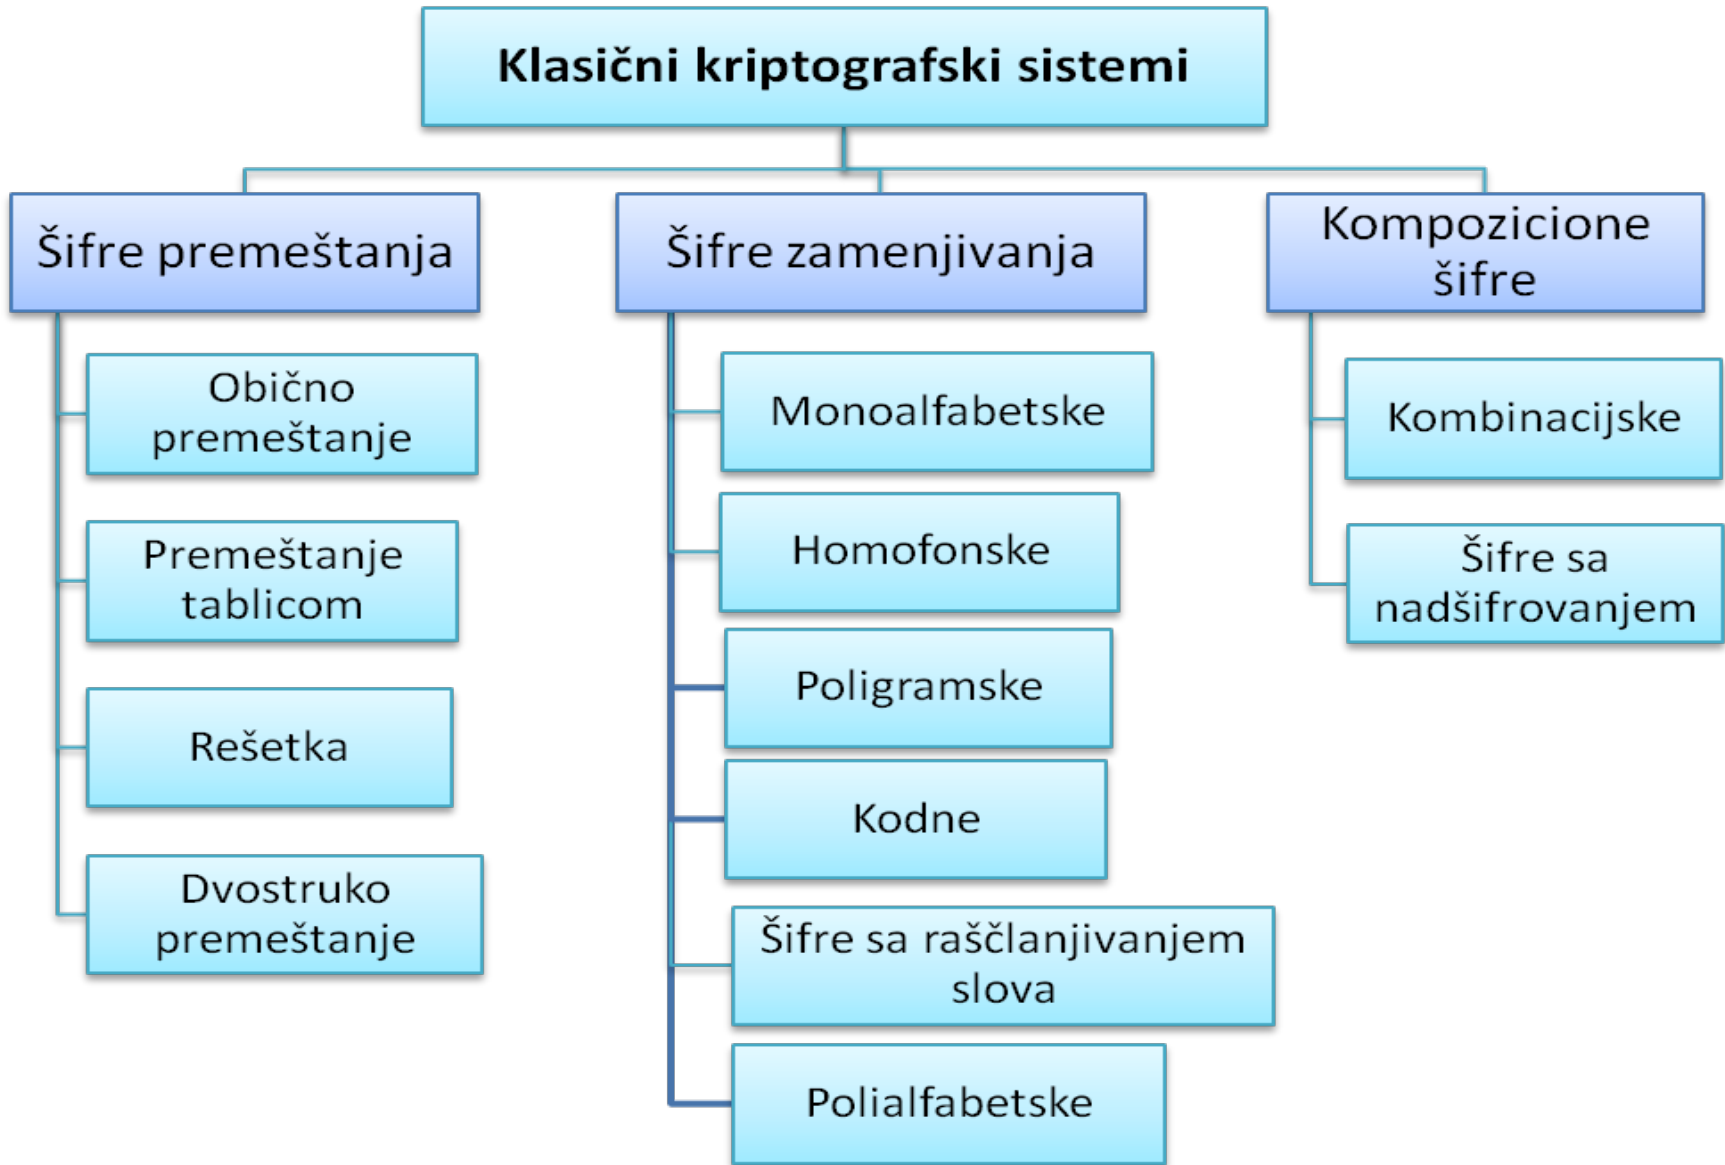 Klasični kriptografski sistemi
Šifre premeštanja
Obično
premeštanje
Premeštanje
tablicom
Rešetka
Dvostruko
premeštanje
Šifre zamenjivanja
Monoalfabetske
Homofonske
Poligramske
Kodne
Šifre sa raščlanjivanjem
slova
Polialfabetske
Kompozicione
šifre
Kombinacijske
Šifre sa
nadšifrovanjem